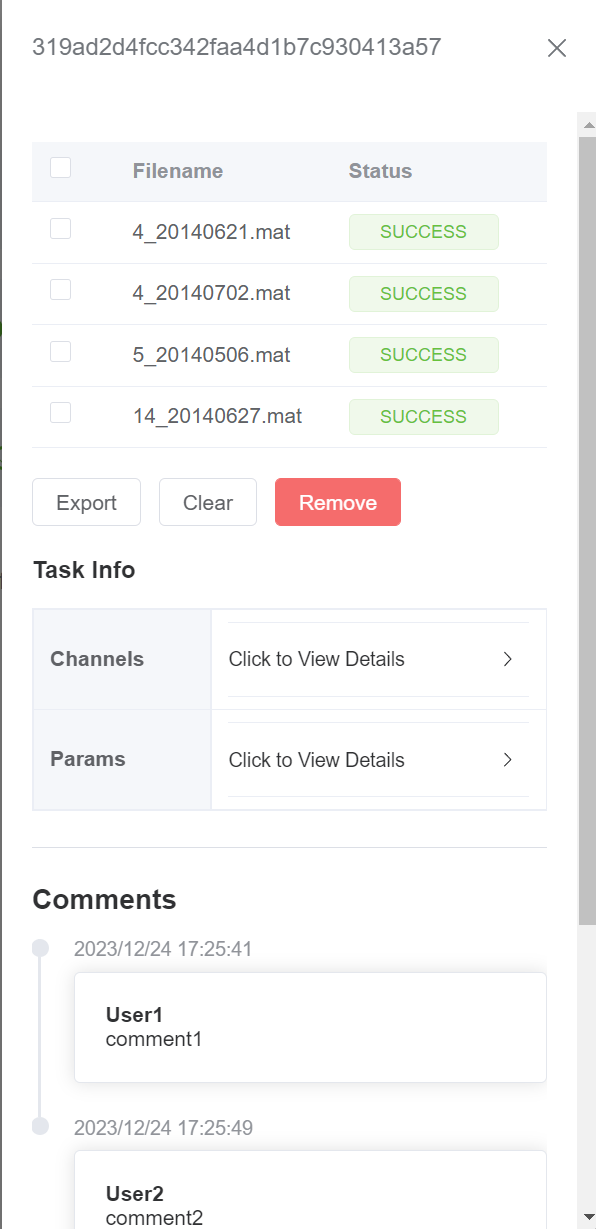 319ad2d4fcc342faa4d1b7c930413a57
Filename Status
4_20140621.mat SUCCESS
4_20140702.mat SUCCESS
5_20140506.mat SUCCESS
14_20140627.mat SUCCESS
Export Clear Remove
Task Info
Channels Click to View Details
Params Click to View Details
Comments
2023/12/24 17:25:41
User1
comment1
2023/12/24 17:25:49
User2
comment2